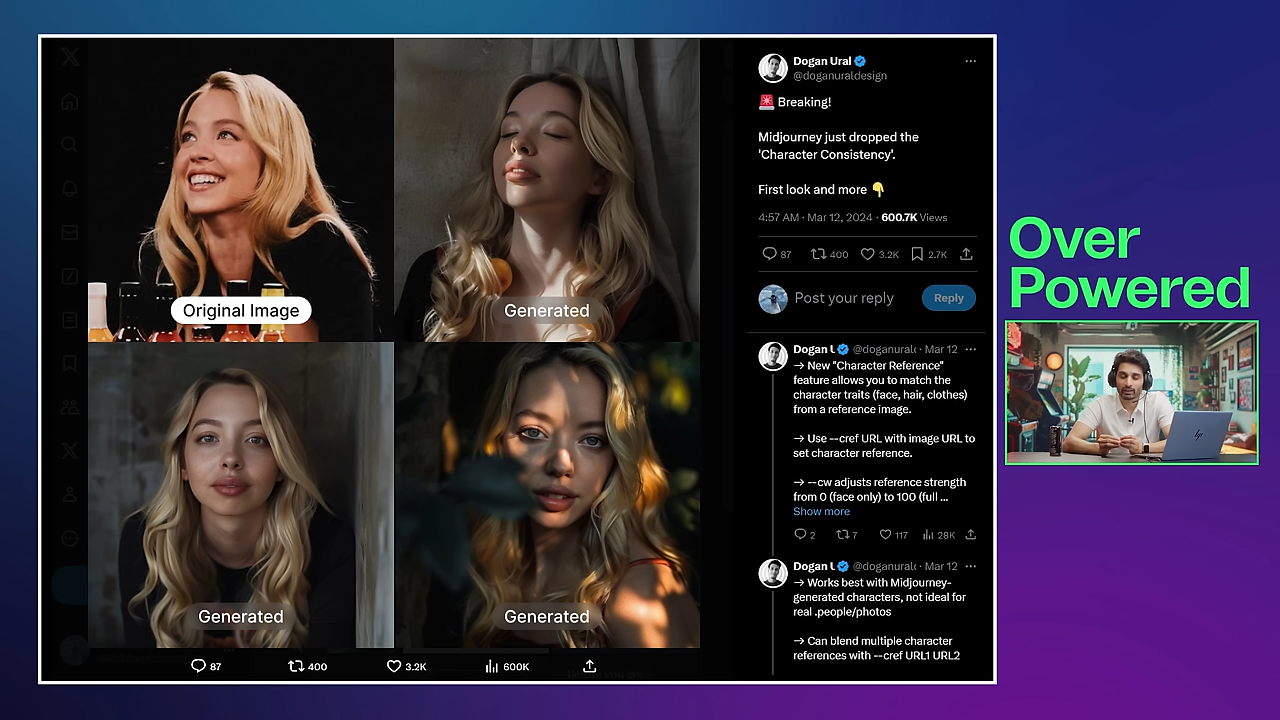 Original Image
Generated
Generated
Generated
87
400
3.2K
600K
Dogan Ural
@doganuraldesign
Breaking!
Midjourney just dropped the
'Character Consistency'.
First look and more
4:57 AM · Mar 12, 2024 · 600.7K Views
87
400
3.2K
2.7K
Post your reply
Reply
Dogan U @doganural · Mar 12
→ New "Character Reference"
feature allows you to match the
character traits (face, hair, clothes)
from a reference image.
→ Use --cref URL with image URL to
set character reference.
→ --cw adjusts reference strength
from 0 (face only) to 100 (full ...
Show more
2
7
117
28K
Dogan U @doganural · Mar 12
→ Works best with Midjourney-
generated characters, not ideal for
real .people/photos
→ Can blend multiple character
references with --cref URL1 URL2
Over
Powered
hp